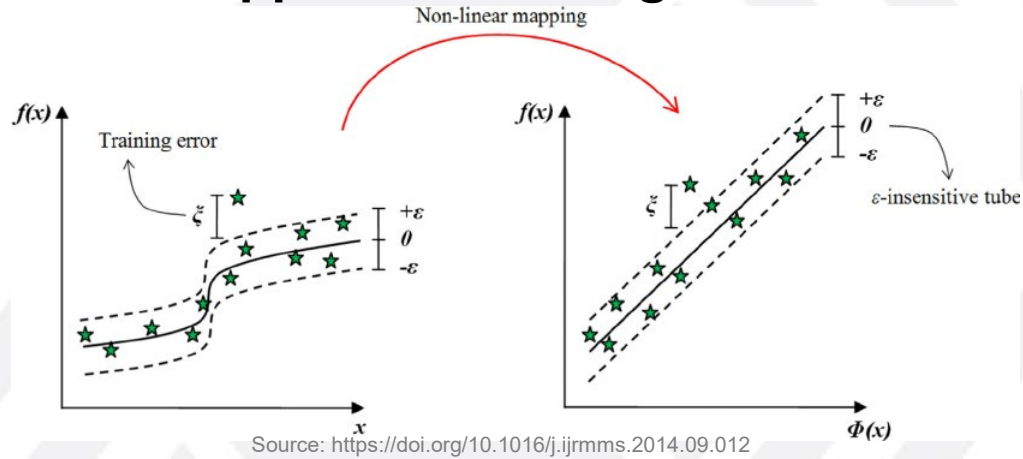 Non-linear mapping
f(x)
Training error
ξ
+ε
0
-ε
x
f(x)
ξ
+ε
0
-ε
ε-insensitive tube
Φ(x)
Source: https://doi.org/10.1016/j.ijrmms.2014.09.012